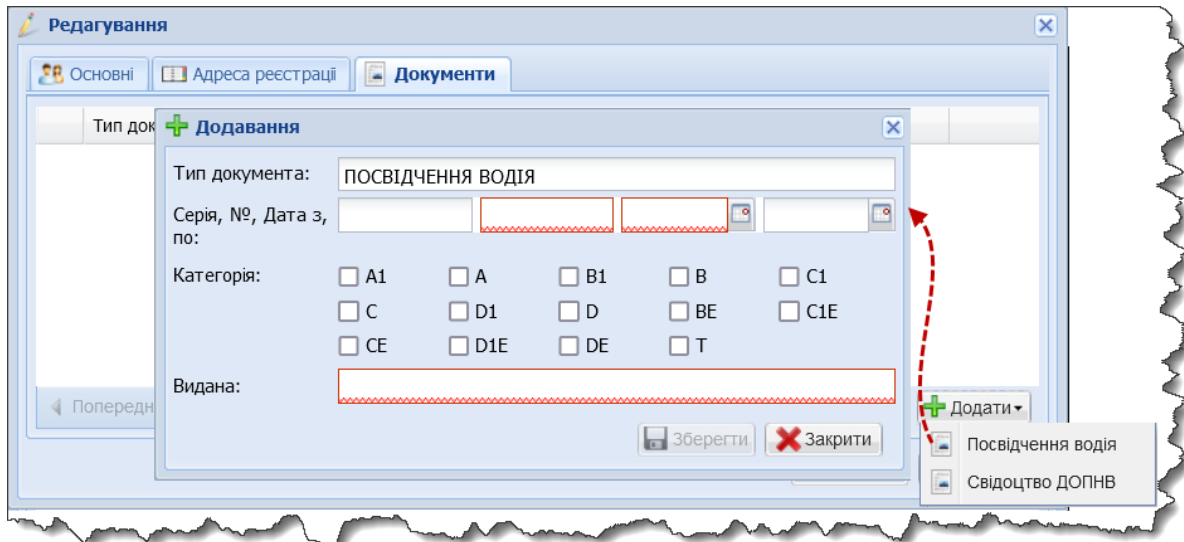 Редагування
Основні
Адреса реєстрації
Документи
Тип док
Додавання
Тип документа:
ПОСВІДЧЕННЯ ВОДІЯ
Серія, №, Дата з,
по:
Категорія:
A1 A B1 B C1
C D1 D BE C1E
CE D1E DE T
Видана:
Попередн
Зберегти
Закрити
Додати
Посвідчення водія
Свідоцтво ДОПНВ